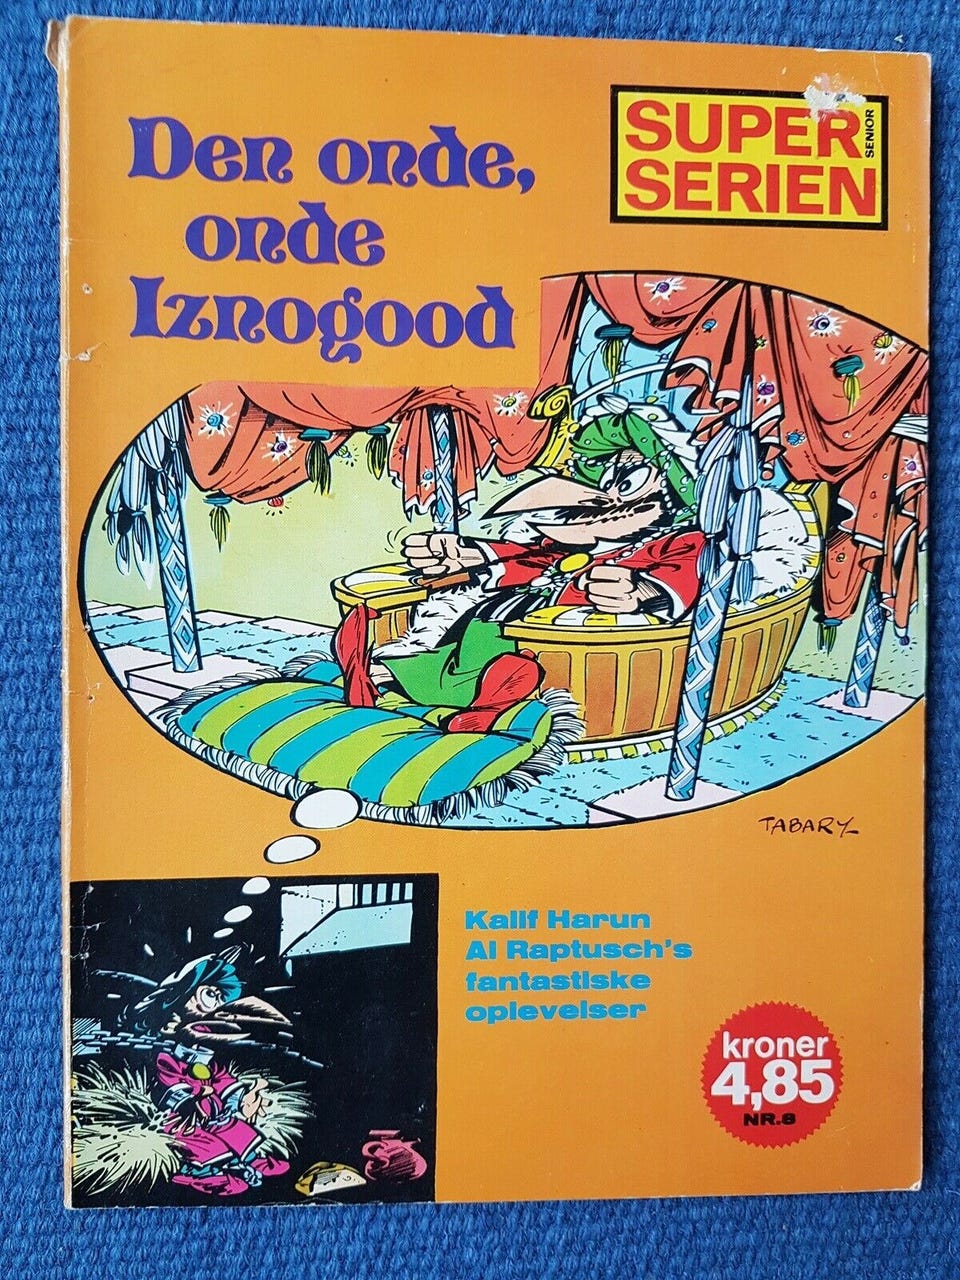 Den onde,
onde
Iznogood
SUPER
SENIOR
SERIEN
TABARY
Kalif Harun
Al Raptusch's
fantastiske
oplevelser
kroner
4,85
NR.8